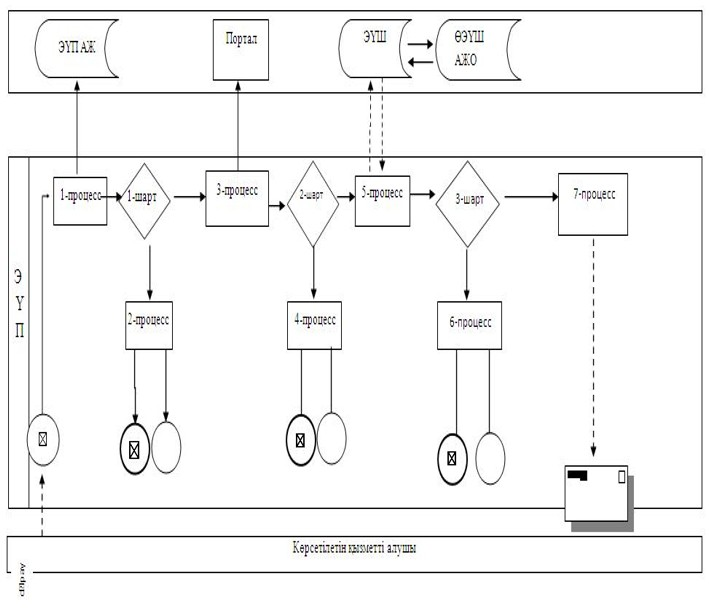 ЭҮП АЖ
Портал
ЭҮШ
ӨЭҮШ
АЖО
1-процесс
1-шарт
3-процесс
2-шарт
5-процесс
3-шарт
7-процесс
Э
Ү
П
2-процесс
4-процесс
6-процесс
Көрсетілетін қызметті алушы